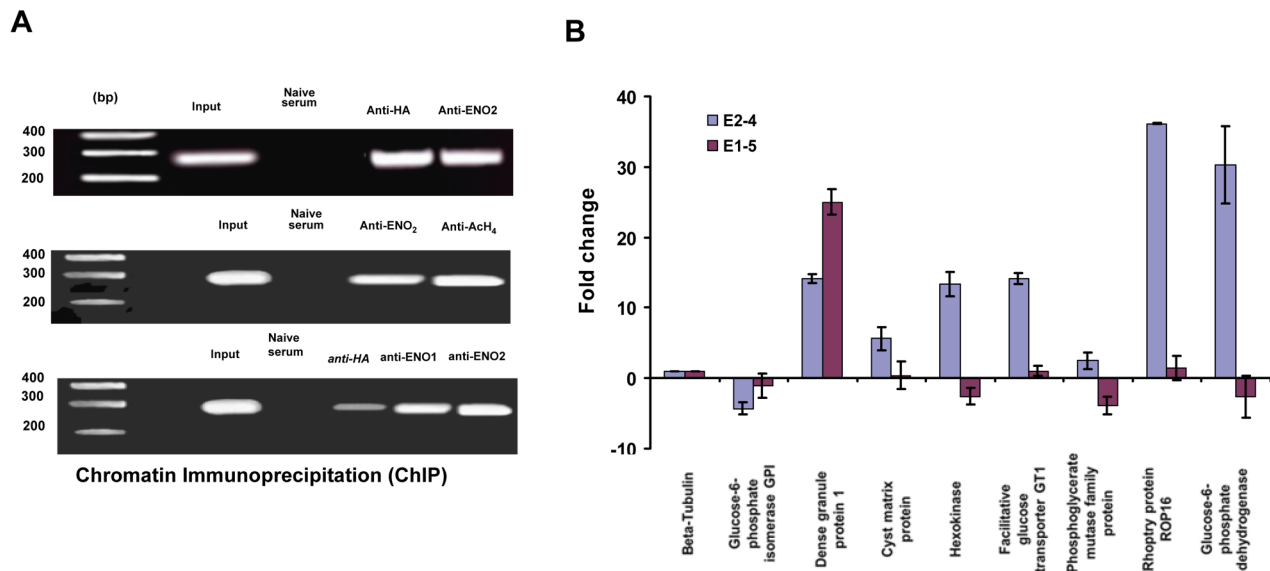 A
(bp)
Input
Naive
serum
Anti-HA
Anti-ENO2
400
300
200
Input
Naive
serum
Anti-ENO2
Anti-AcH4
400
300
200
Input
Naive
serum
anti-HA
anti-ENO1
anti-ENO2
400
300
200
Chromatin Immunoprecipitation (ChIP)
B
Fold change
40
30
20
10
0
-10
E2-4
E1-5
Beta-Tubulin
Glucose-6-
phosphate
isomerase GPI
Dense granule
protein 1
Cyst matrix
protein
Hexokinase
Facilitative
glucose
transporter GT1
Phosphoglycerate
mutase family
protein
Rhoptry protein
ROP16
Glucose-6-
phosphate
dehydrogenase